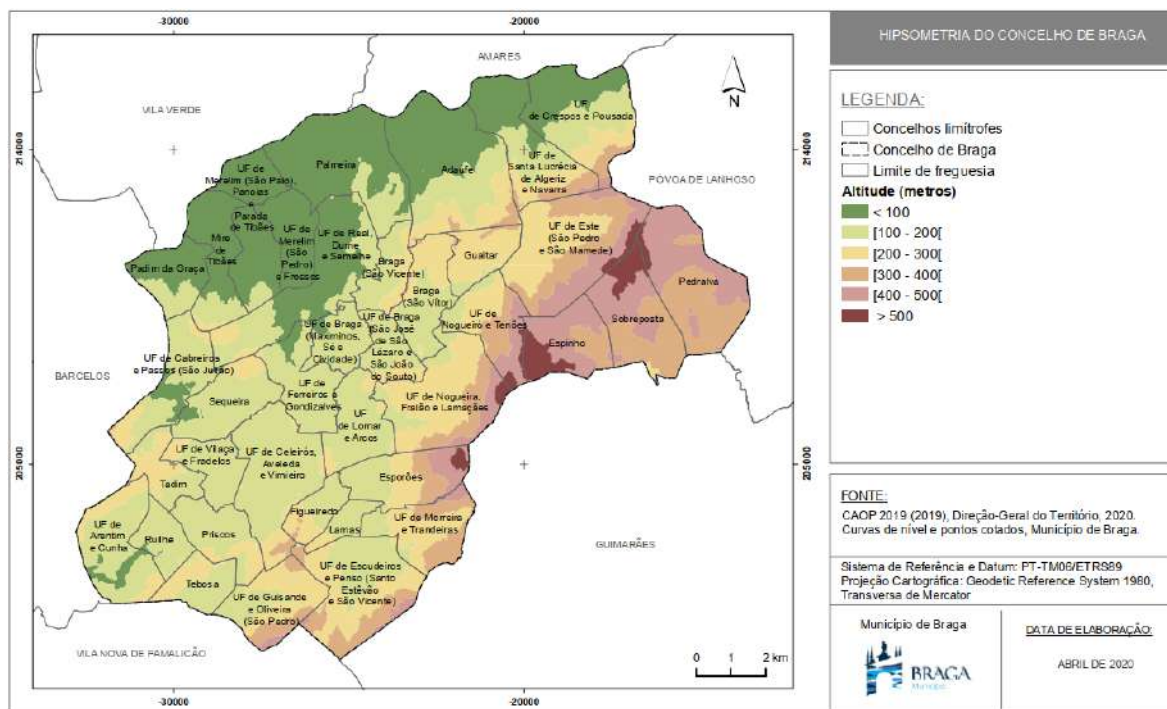 -30000
-20000
HIPSOMETRIA DO CONCELHO DE BRAGA
AMARES
VILA VERDE
N
UF
de Crespos e Pousada
215000
215000
Palmeira
Adaúfe
UF de
Santa Lucrécia
de Algeriz
e Navarra
PÓVOA DE LANHOSO
UF de
Merelim (São Paio)
Panoias
e
Parada
de Tibães
Mire
de
Tibães
UF de
Merelim
(São
Pedro)
e Frossos
UF de Real,
Dume
e Semelhe
Padim da Graça
Braga
(São Vicente)
Gualtar
UF de Este
(São Pedro
e São Mamede)
Pedralva
Braga
(São Vítor)
Sobreposta
UF de
Nogueiró e Tenões
Espinho
UF de Braga
(Maximinos,
Sé e
Cividade)
UF de Braga
(São José
de São
Lázaro e
São João
do Souto)
UF de Cabreiros
e Passos (São Julião)
BARCELOS
Sequeira
UF de
Ferreiros e
Gondizalves
UF
de Lomar
e Arcos
UF de Nogueira,
Fraião e Lamaçães
UF de Vilaça
e Fradelos
UF de Celeirós,
Aveleda
e Vimieiro
Tadim
Esporões
Figueiredo
Lamas
UF de Morreira
e Trandeiras
UF de
Arentim
e Cunha
Ruilhe
Priscos
GUIMARÃES
Tebosa
UF de Escudeiros
e Penso (Santo
Estêvão
e São Vicente)
UF de Guisande
e Oliveira
(São Pedro)
VILA NOVA DE FAMALICÃO
0 1 2 km
-30000
-20000
LEGENDA:
Concelhos limítrofes
Concelho de Braga
Limite de freguesia
Altitude (metros)
< 100
[100 - 200[
[200 - 300[
[300 - 400[
[400 - 500[
> 500
FONTE:
CAOP 2019 (2019), Direção-Geral do Território, 2020.
Curvas de nível e pontos cotados, Município de Braga.
Sistema de Referência e Datum: PT-TM06/ETRS89
Projeção Cartográfica: Geodetic Reference System 1980,
Transversa de Mercator
Município de Braga
BRAGA
Município
DATA DE ELABORAÇÃO:
ABRIL DE 2020